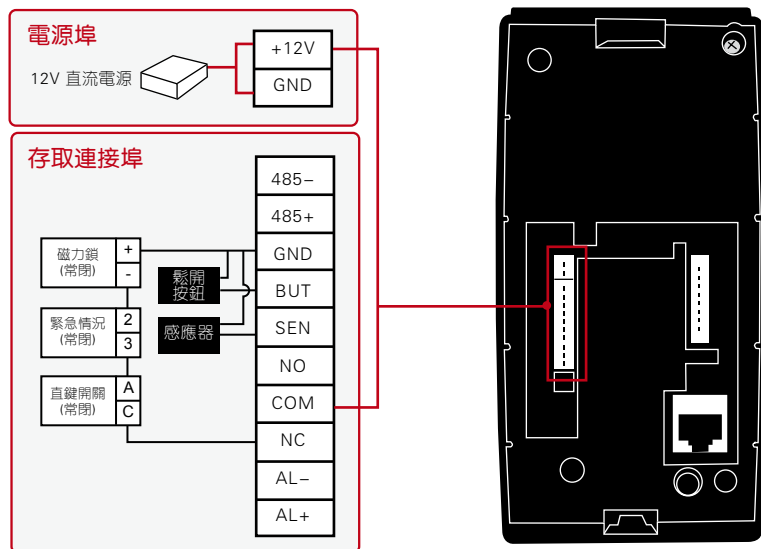 電源埠
12V 直流電源
+12V
GND
存取連接埠
485–
485+
GND
BUT
SEN
NO
COM
NC
AL–
AL+
磁力鎖
(常閉)
+
-
鬆開
按鈕
感應器
緊急情況
(常閉)
2
3
直鍵開關
(常閉)
A
C